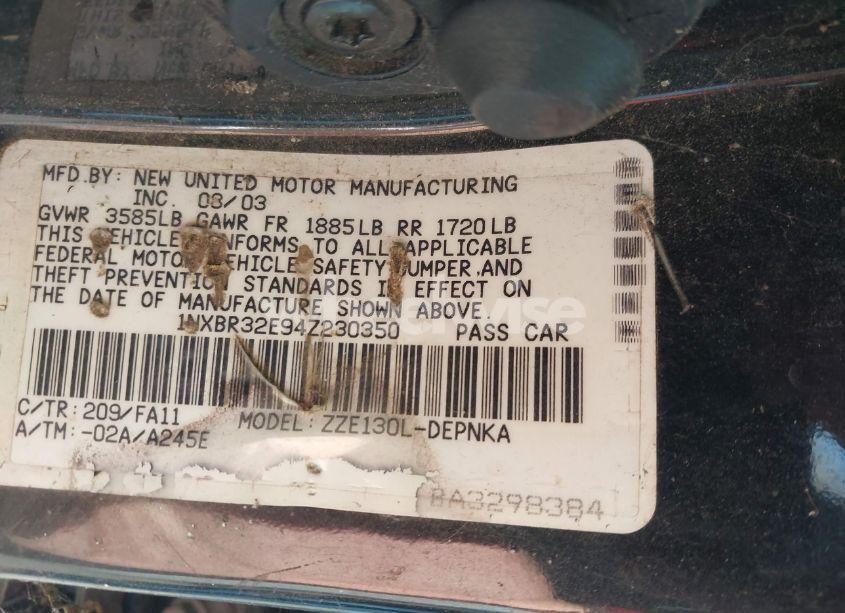 MFD.BY: NEW UNITED MOTOR MANUFACTURING
INC. 08/03
GVWR 3585LB GAWR FR 1885LB RR 1720LB
THIS VEHICLE CONFORMS TO ALL APPLICABLE
FEDERAL MOTOR VEHICLE SAFETY BUMPER, AND
THEFT PREVENTION STANDARDS IN EFFECT ON
THE DATE OF MANUFACTURE SHOWN ABOVE.
1NXBR32E94Z230350 PASS CAR
C/TR: 209/FA11 MODEL: ZZE130L-DEPNKA
A/TM: -02A/A245E
BA3298384